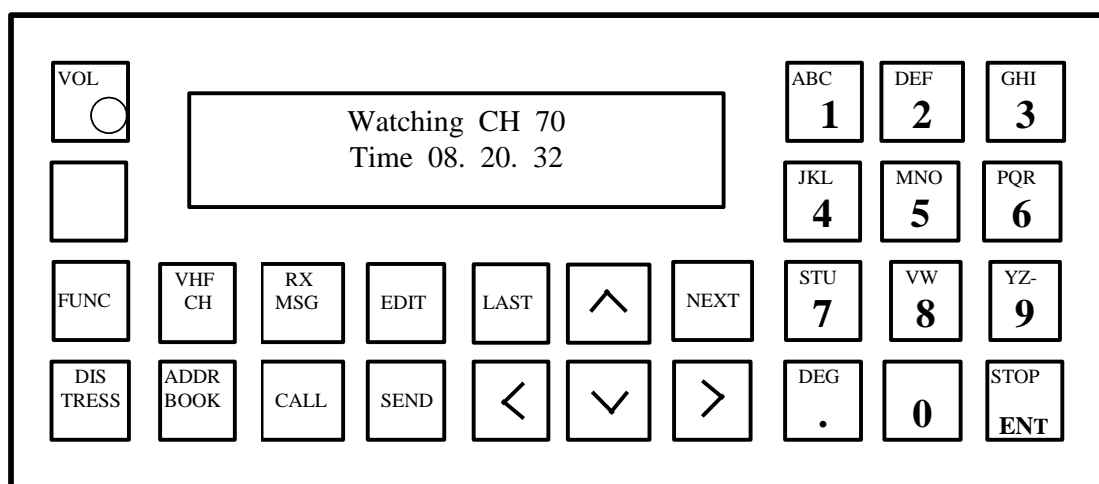 VOL
Watching CH 70
Time 08. 20. 32
ABC
1
DEF
2
GHI
3
JKL
4
MNO
5
PQR
6
FUNC
VHF
CH
RX
MSG
EDIT
LAST
NEXT
STU
7
VW
8
YZ-
9
DIS
TRESS
ADDR
BOOK
CALL
SEND
DEG
.
0
STOP
ENT